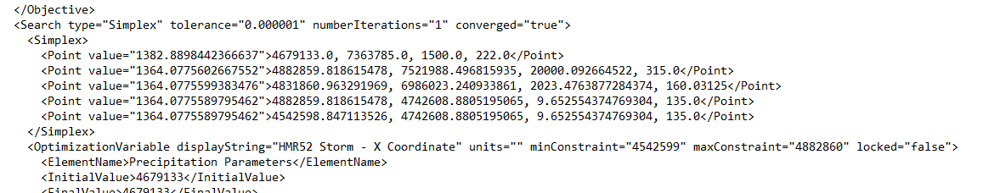 </Objective>
<Search type="Simplex" tolerance="0.000001" numberIterations="1" converged="true">
<Simplex>
<Point value="1382.8898442366637">4679133.0, 7363785.0, 1500.0, 222.0</Point>
<Point value="1364.0775602667552">4882859.818615478, 7521988.496815935, 20000.092664522, 315.0</Point>
<Point value="1364.0775599383476">4831860.963291969, 6986023.240933861, 2023.4763877284374, 160.03125</Point>
<Point value="1364.0775589795462">4882859.818615478, 4742608.8805195065, 9.652554374769304, 135.0</Point>
<Point value="1364.0775589795462">4542598.847113526, 4742608.8805195065, 9.652554374769304, 135.0</Point>
</Simplex>
<OptimizationVariable displayString="HMR52 Storm - X Coordinate" units="" minConstraint="4542599" maxConstraint="4882860" locked="false">
<ElementName>Precipitation Parameters</ElementName>
<InitialValue>4679133</InitialValue>
<FinalValue>4679133</FinalValue>